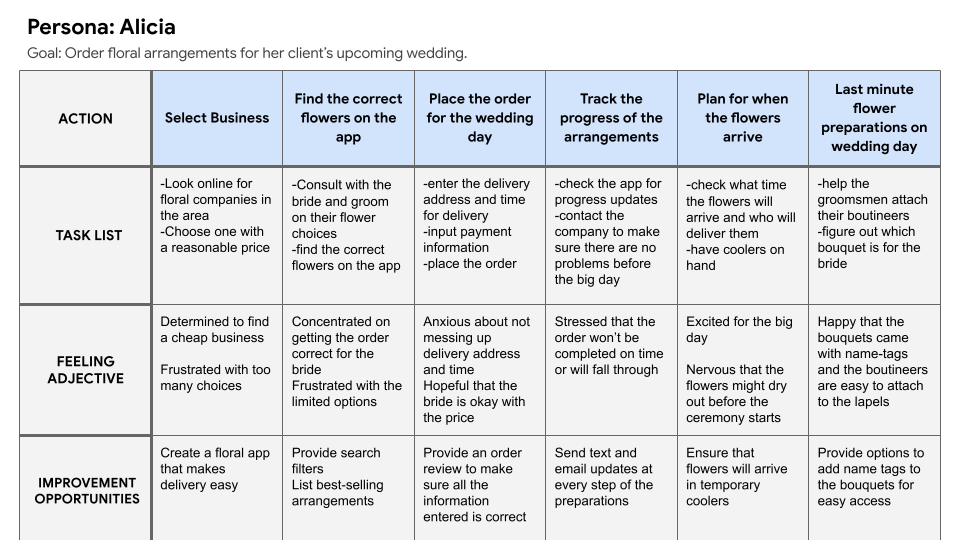 Persona: Alicia
Goal: Order floral arrangements for her client's upcoming wedding.
ACTION
Select Business
Find the correct
flowers on the
app
Place the order
for the wedding
day
Track the
progress of the
arrangements
Plan for when
the flowers
arrive
Last minute
flower
preparations on
wedding day
TASK LIST
-Look online for
floral companies in
the area
-Choose one with
a reasonable price
-Consult with the
bride and groom
on their flower
choices
-find the correct
flowers on the app
-enter the delivery
address and time
for delivery
-input payment
information
-place the order
-check the app for
progress updates
-contact the
company to make
sure there are no
problems before
the big day
-check what time
the flowers will
arrive and who will
deliver them
-have coolers on
hand
-help the
groomsmen attach
their boutineers
-figure out which
bouquet is for the
bride
FEELING
ADJECTIVE
Determined to find
a cheap business
Frustrated with too
many choices
Concentrated on
getting the order
correct for the
bride
Frustrated with the
limited options
Anxious about not
messing up
delivery address
and time
Hopeful that the
bride is okay with
the price
Stressed that the
order won't be
completed on time
or will fall through
Excited for the big
day
Nervous that the
flowers might dry
out before the
ceremony starts
Happy that the
bouquets came
with name-tags
and the boutineers
are easy to attach
to the lapels
IMPROVEMENT
OPPORTUNITIES
Create a floral app
that makes
delivery easy
Provide search
filters
List best-selling
arrangements
Provide an order
review to make
sure all the
information
entered is correct
Send text and
email updates at
every step of the
preparations
Ensure that
flowers will arrive
in temporary
coolers
Provide options to
add name tags to
the bouquets for
easy access